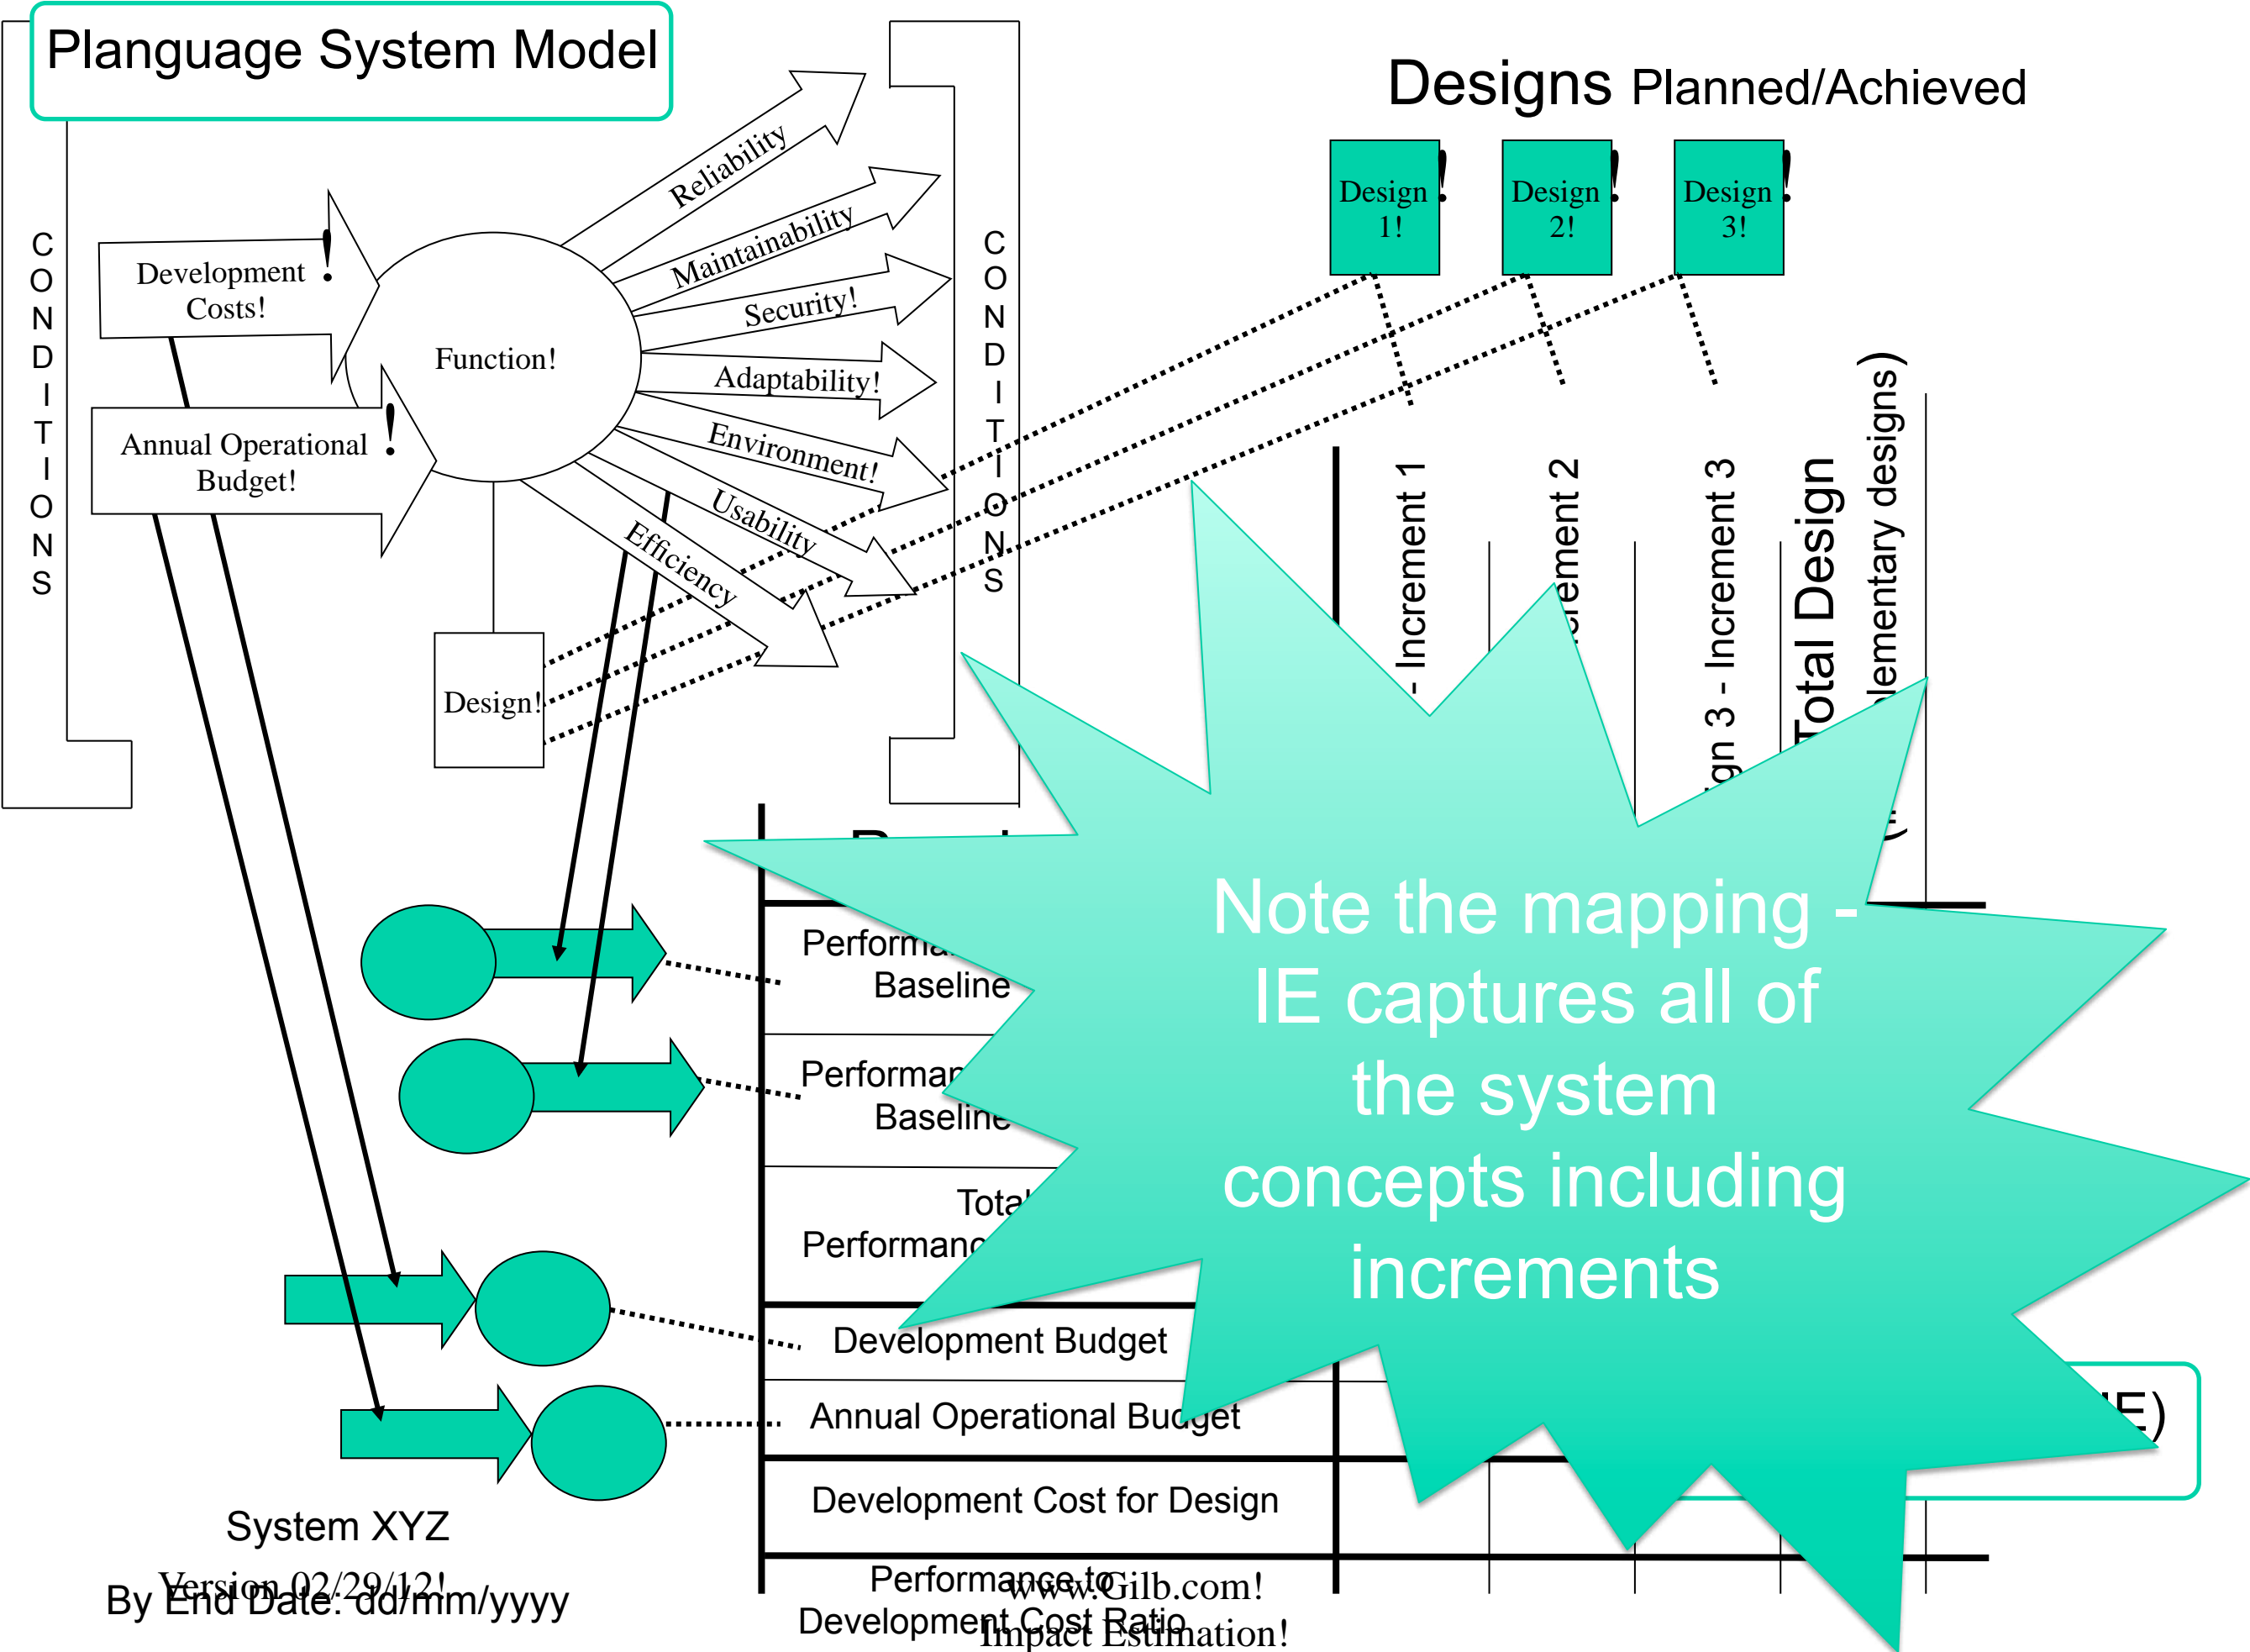 Planguage System Model
Designs Planned/Achieved
CONDITIONS
Development !
Costs!
Annual Operational !
Budget!
Function!
Reliability
Maintainability
Security!
Adaptability!
Environment!
Usability
Efficiency
Design!
CONDITIONS
Design !
1!
Design !
2!
Design !
3!
- Increment 1
2
3 - Increment 3
Total Design
designs)
Note the mapping -
IE captures all of
the system
concepts including
increments
Baseline
Baseline
Development Budget
Annual Operational Budget
Development Cost for Design
Performance to
Development Cost Ratio
System XYZ
Version 02/29/12!
By End Date: dd/mm/yyyy
www.Gilb.com!
Impact Estimation!